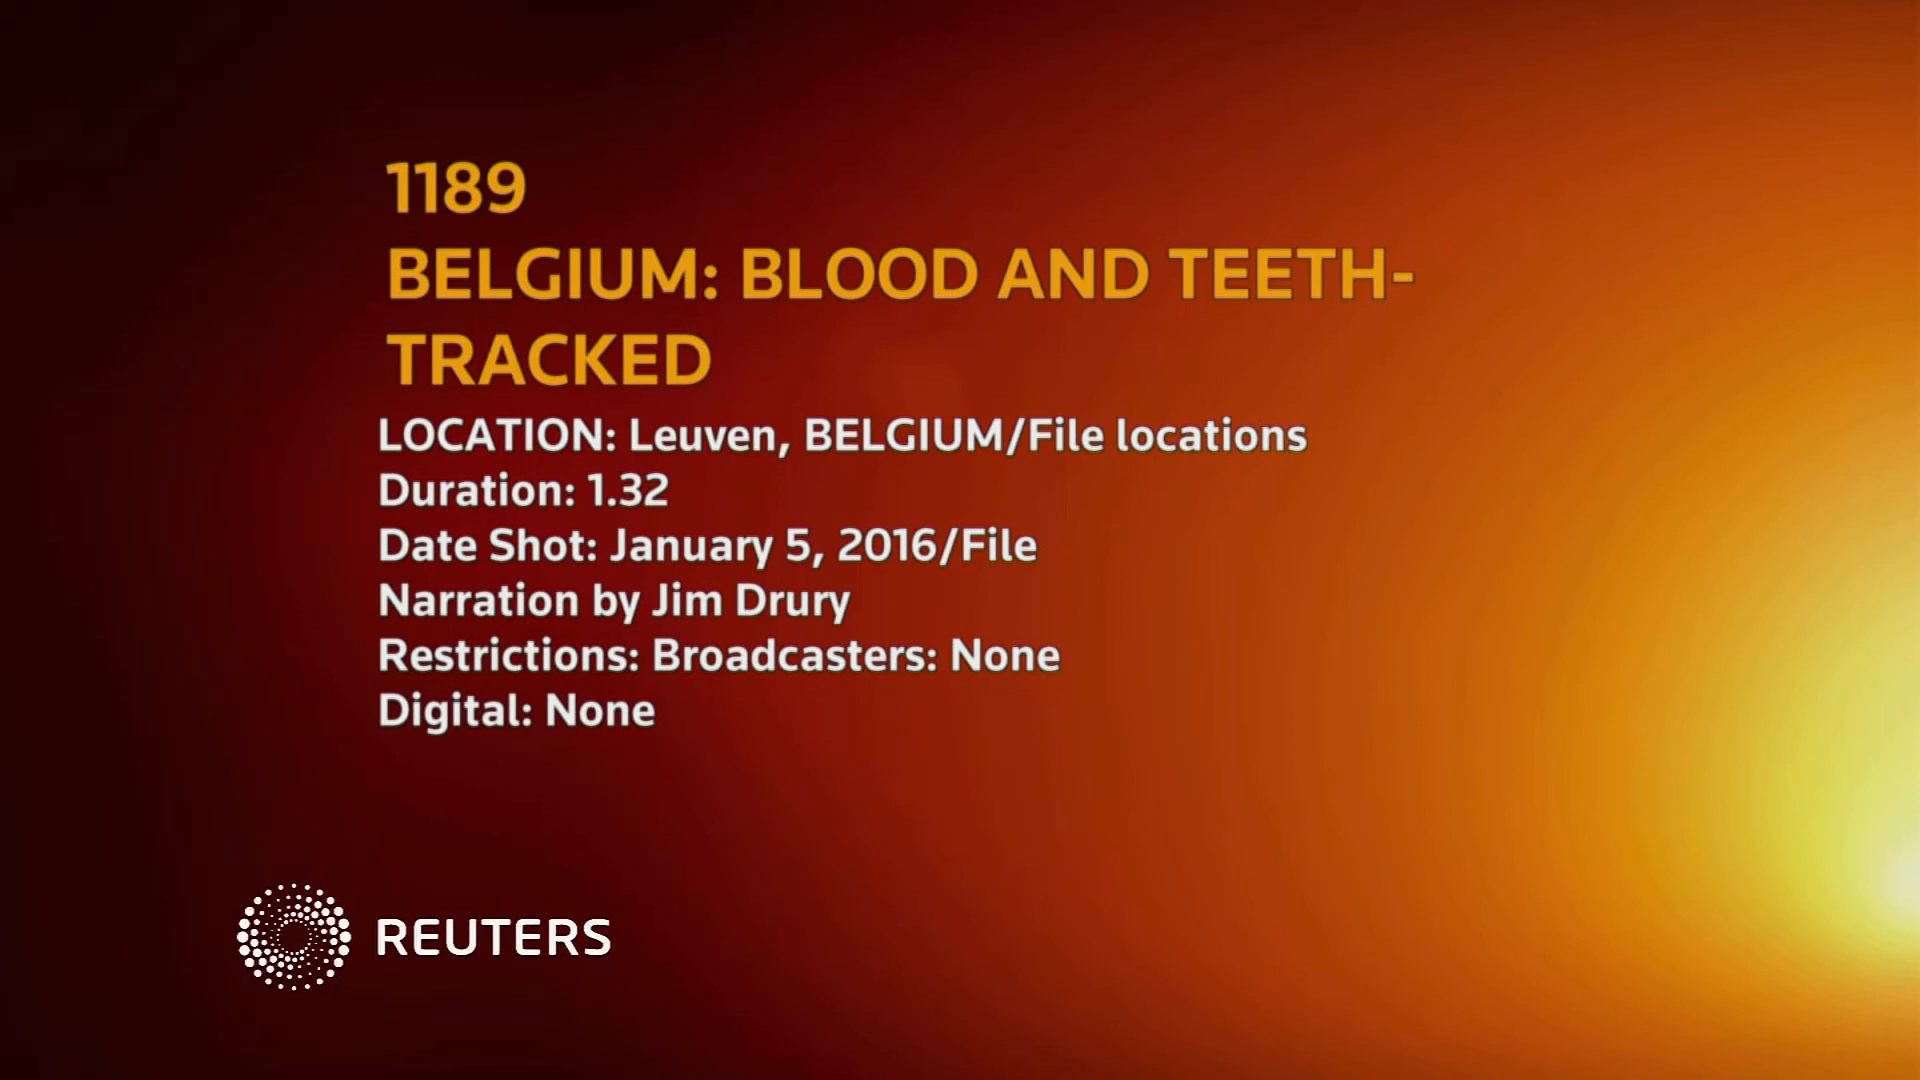 1189
BELGIUM: BLOOD AND TEETH-
TRACKED
LOCATION: Leuven, BELGIUM/File locations
Duration: 1.32
Date Shot: January 5, 2016/File
Narration by Jim Drury
Restrictions: Broadcasters: None
Digital: None
REUTERS